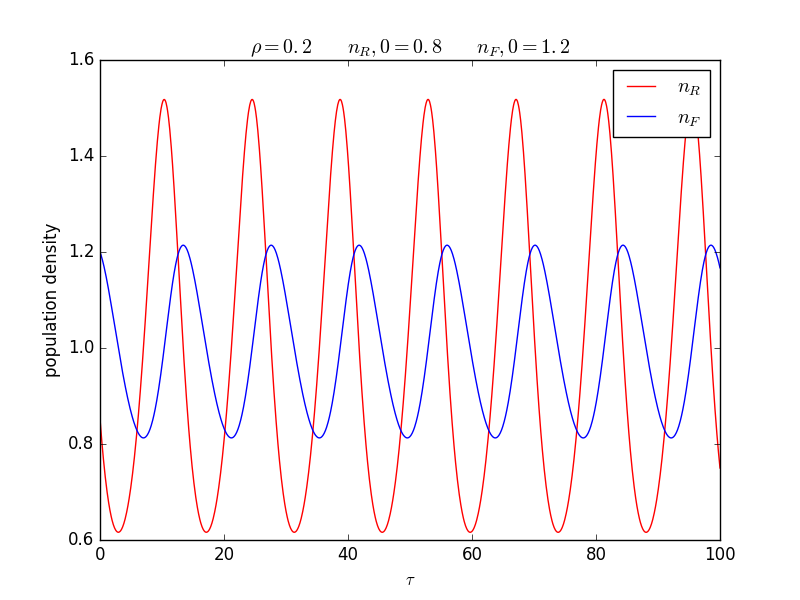 ρ = 0.2 n_R, 0 = 0.8 n_F, 0 = 1.2
1.6
1.4
1.2
1.0
0.8
0.6
population density
n_R
n_F
0 20 40 60 80 100
τ